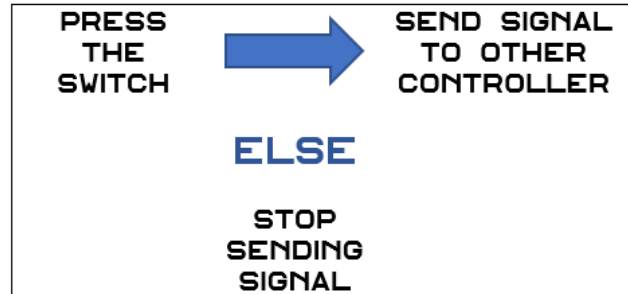 PRESS
THE
SWITCH
SEND SIGNAL
TO OTHER
CONTROLLER
ELSE
STOP
SENDING
SIGNAL